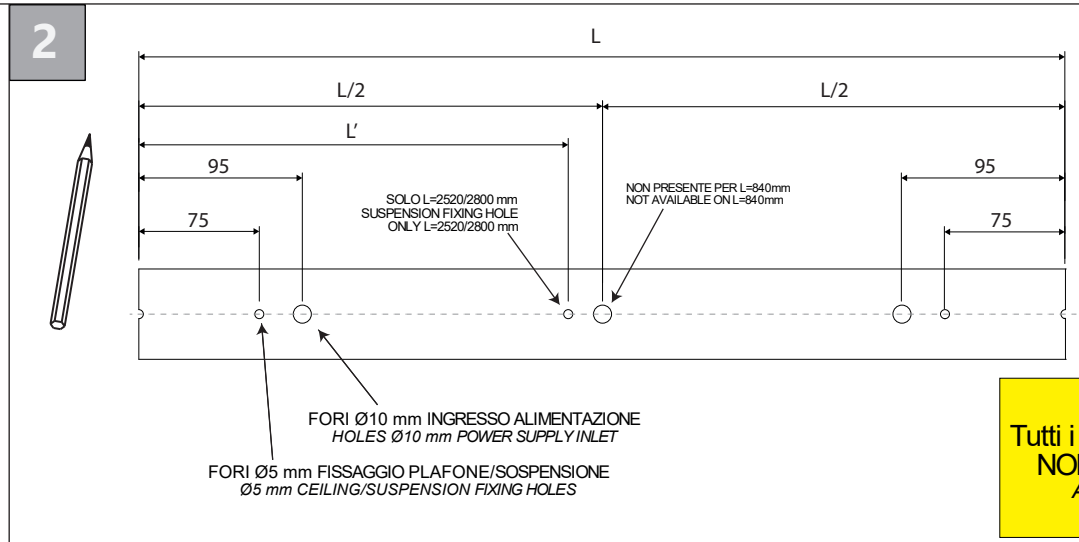 2
L
L/2 L/2
L'
95 95
SOLO L=2520/2800 mm
SUSPENSION FIXING HOLE
ONLY L=2520/2800 mm
NON PRESENTE PER L=840mm
NOT AVAILABLE ON L=840mm
75 75
FORI Ø10 mm INGRESSO ALIMENTAZIONE
HOLES Ø10 mm POWER SUPPLY INLET
FORI Ø5 mm FISSAGGIO PLAFONE/SOSPENSIONE
Ø5 mm CEILING/SUSPENSION FIXING HOLES
Tutti i